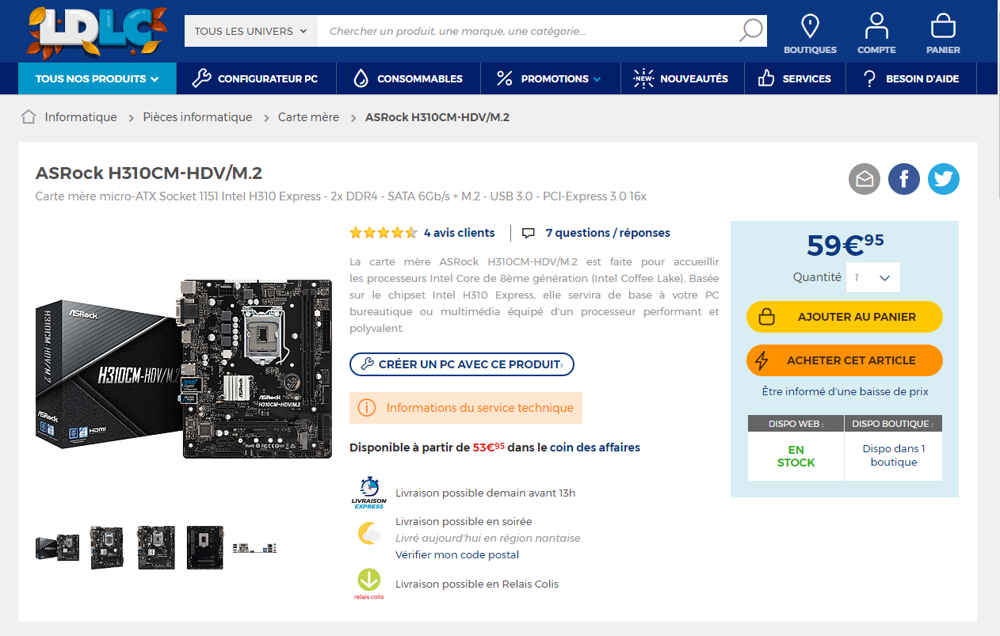 LDLC
TOUS LES UNIVERS
Chercher un produit, une marque, une catégorie...
BOUTIQUES
COMPTE
PANIER
TOUS NOS PRODUITS
CONFIGURATEUR PC
CONSOMMABLES
PROMOTIONS
NEW
NOUVEAUTÉS
SERVICES
BESOIN D'AIDE
Informatique > Pièces informatique > Carte mère > ASRock H310CM-HDV/M.2
ASRock H310CM-HDV/M.2
Carte mère micro-ATX Socket 1151 Intel H310 Express - 2x DDR4 - SATA 6Gb/s + M.2 - USB 3.0 - PCI-Express 3.0 16x
ASRock
H310CM-HDV/M.2
H310CM-HDV/M.2
ASRock
HDMI
Intel
ASRock
ASRock
H310CM-HDV/M.2
4 avis clients
7 questions / réponses
La carte mère ASRock H310CM-HDV/M.2 est faite pour accueillir
les processeurs Intel Core de 8ème génération (Intel Coffee Lake). Basée
sur le chipset Intel H310 Express, elle servira de base à votre PC
bureautique ou multimédia équipé d'un processeur performant et
polyvalent.
CRÉER UN PC AVEC CE PRODUIT›
Informations du service technique
Disponible à partir de 53€95 dans le coin des affaires
LIVRAISON
EXPRESS
Livraison possible demain avant 13h
Livraison possible en soirée
Livré aujourd'hui en région nantaise
Vérifier mon code postal
relais colis
Livraison possible en Relais Colis
59€95
Quantité 1
AJOUTER AU PANIER
ACHETER CET ARTICLE
Être informé d'une baisse de prix
DISPO WEB :
DISPO BOUTIQUE :
EN
STOCK
Dispo dans 1
boutique